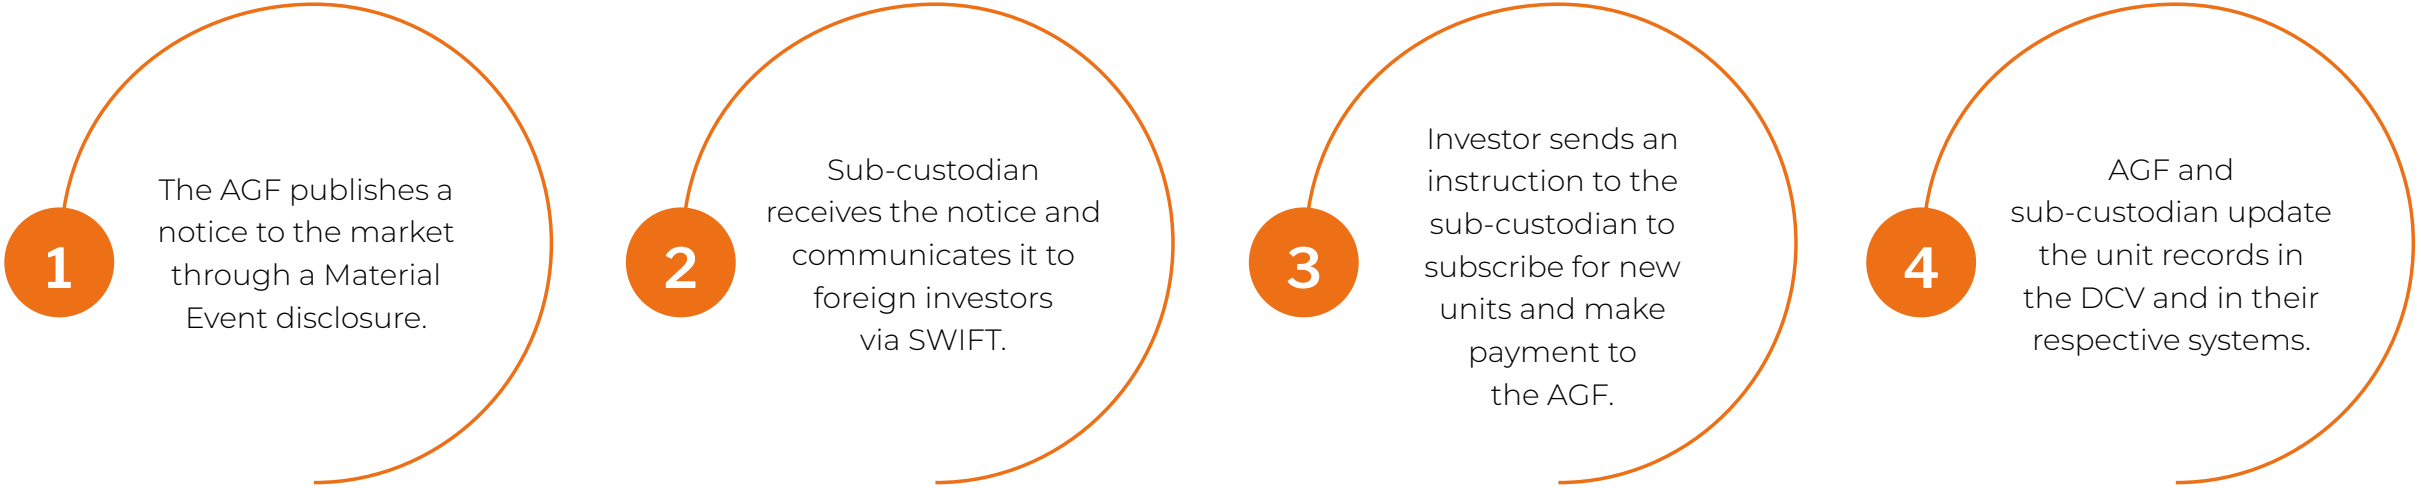 1
The AGF publishes a
notice to the market
through a Material
Event disclosure.
2
Sub-custodian
receives the notice and
communicates it to
foreign investors
via SWIFT.
3
Investor sends an
instruction to the
sub-custodian to
subscribe for new
units and make
payment to
the AGF.
4
AGF and
sub-custodian update
the unit records in
the DCV and in their
respective systems.